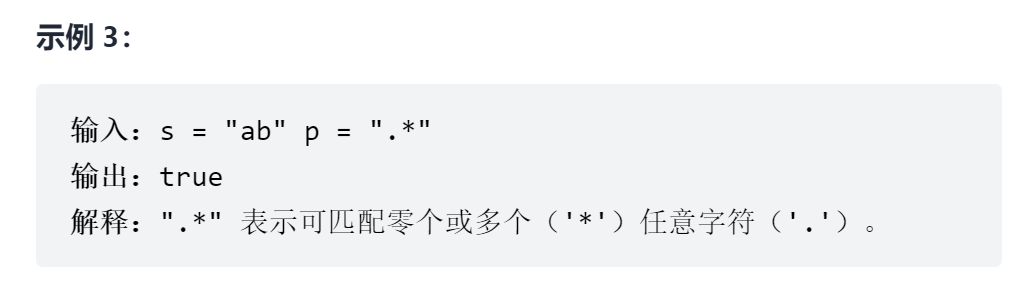 示例 3：
输入：s = "ab" p = ".*"
输出：true
解释：".*" 表示可匹配零个或多个（'*'）任意字符（'.'）。